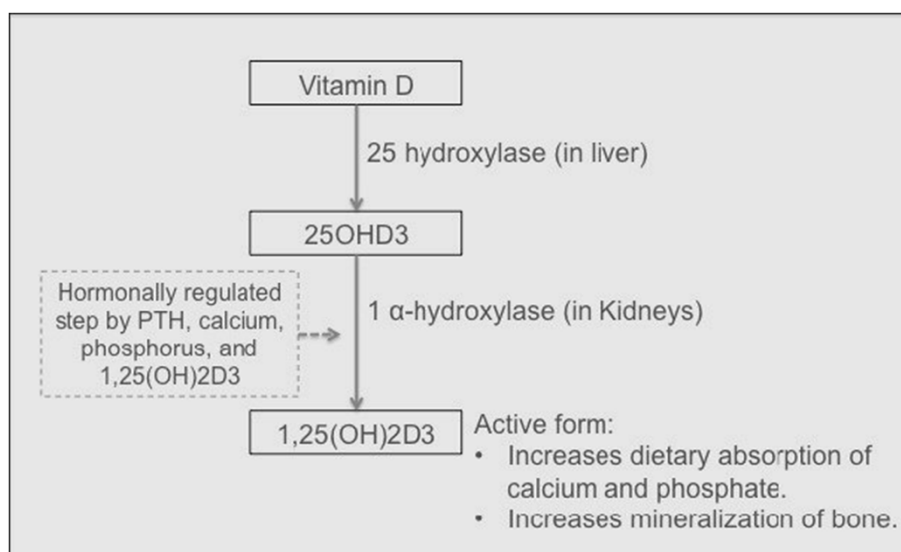 Vitamin D
25 hydroxylase (in liver)
25OHD3
Hormonally regulated
step by PTH, calcium,
phosphorus, and
1,25(OH)2D3
1 α-hydroxylase (in Kidneys)
1,25(OH)2D3
Active form:
• Increases dietary absorption of
calcium and phosphate.
• Increases mineralization of bone.